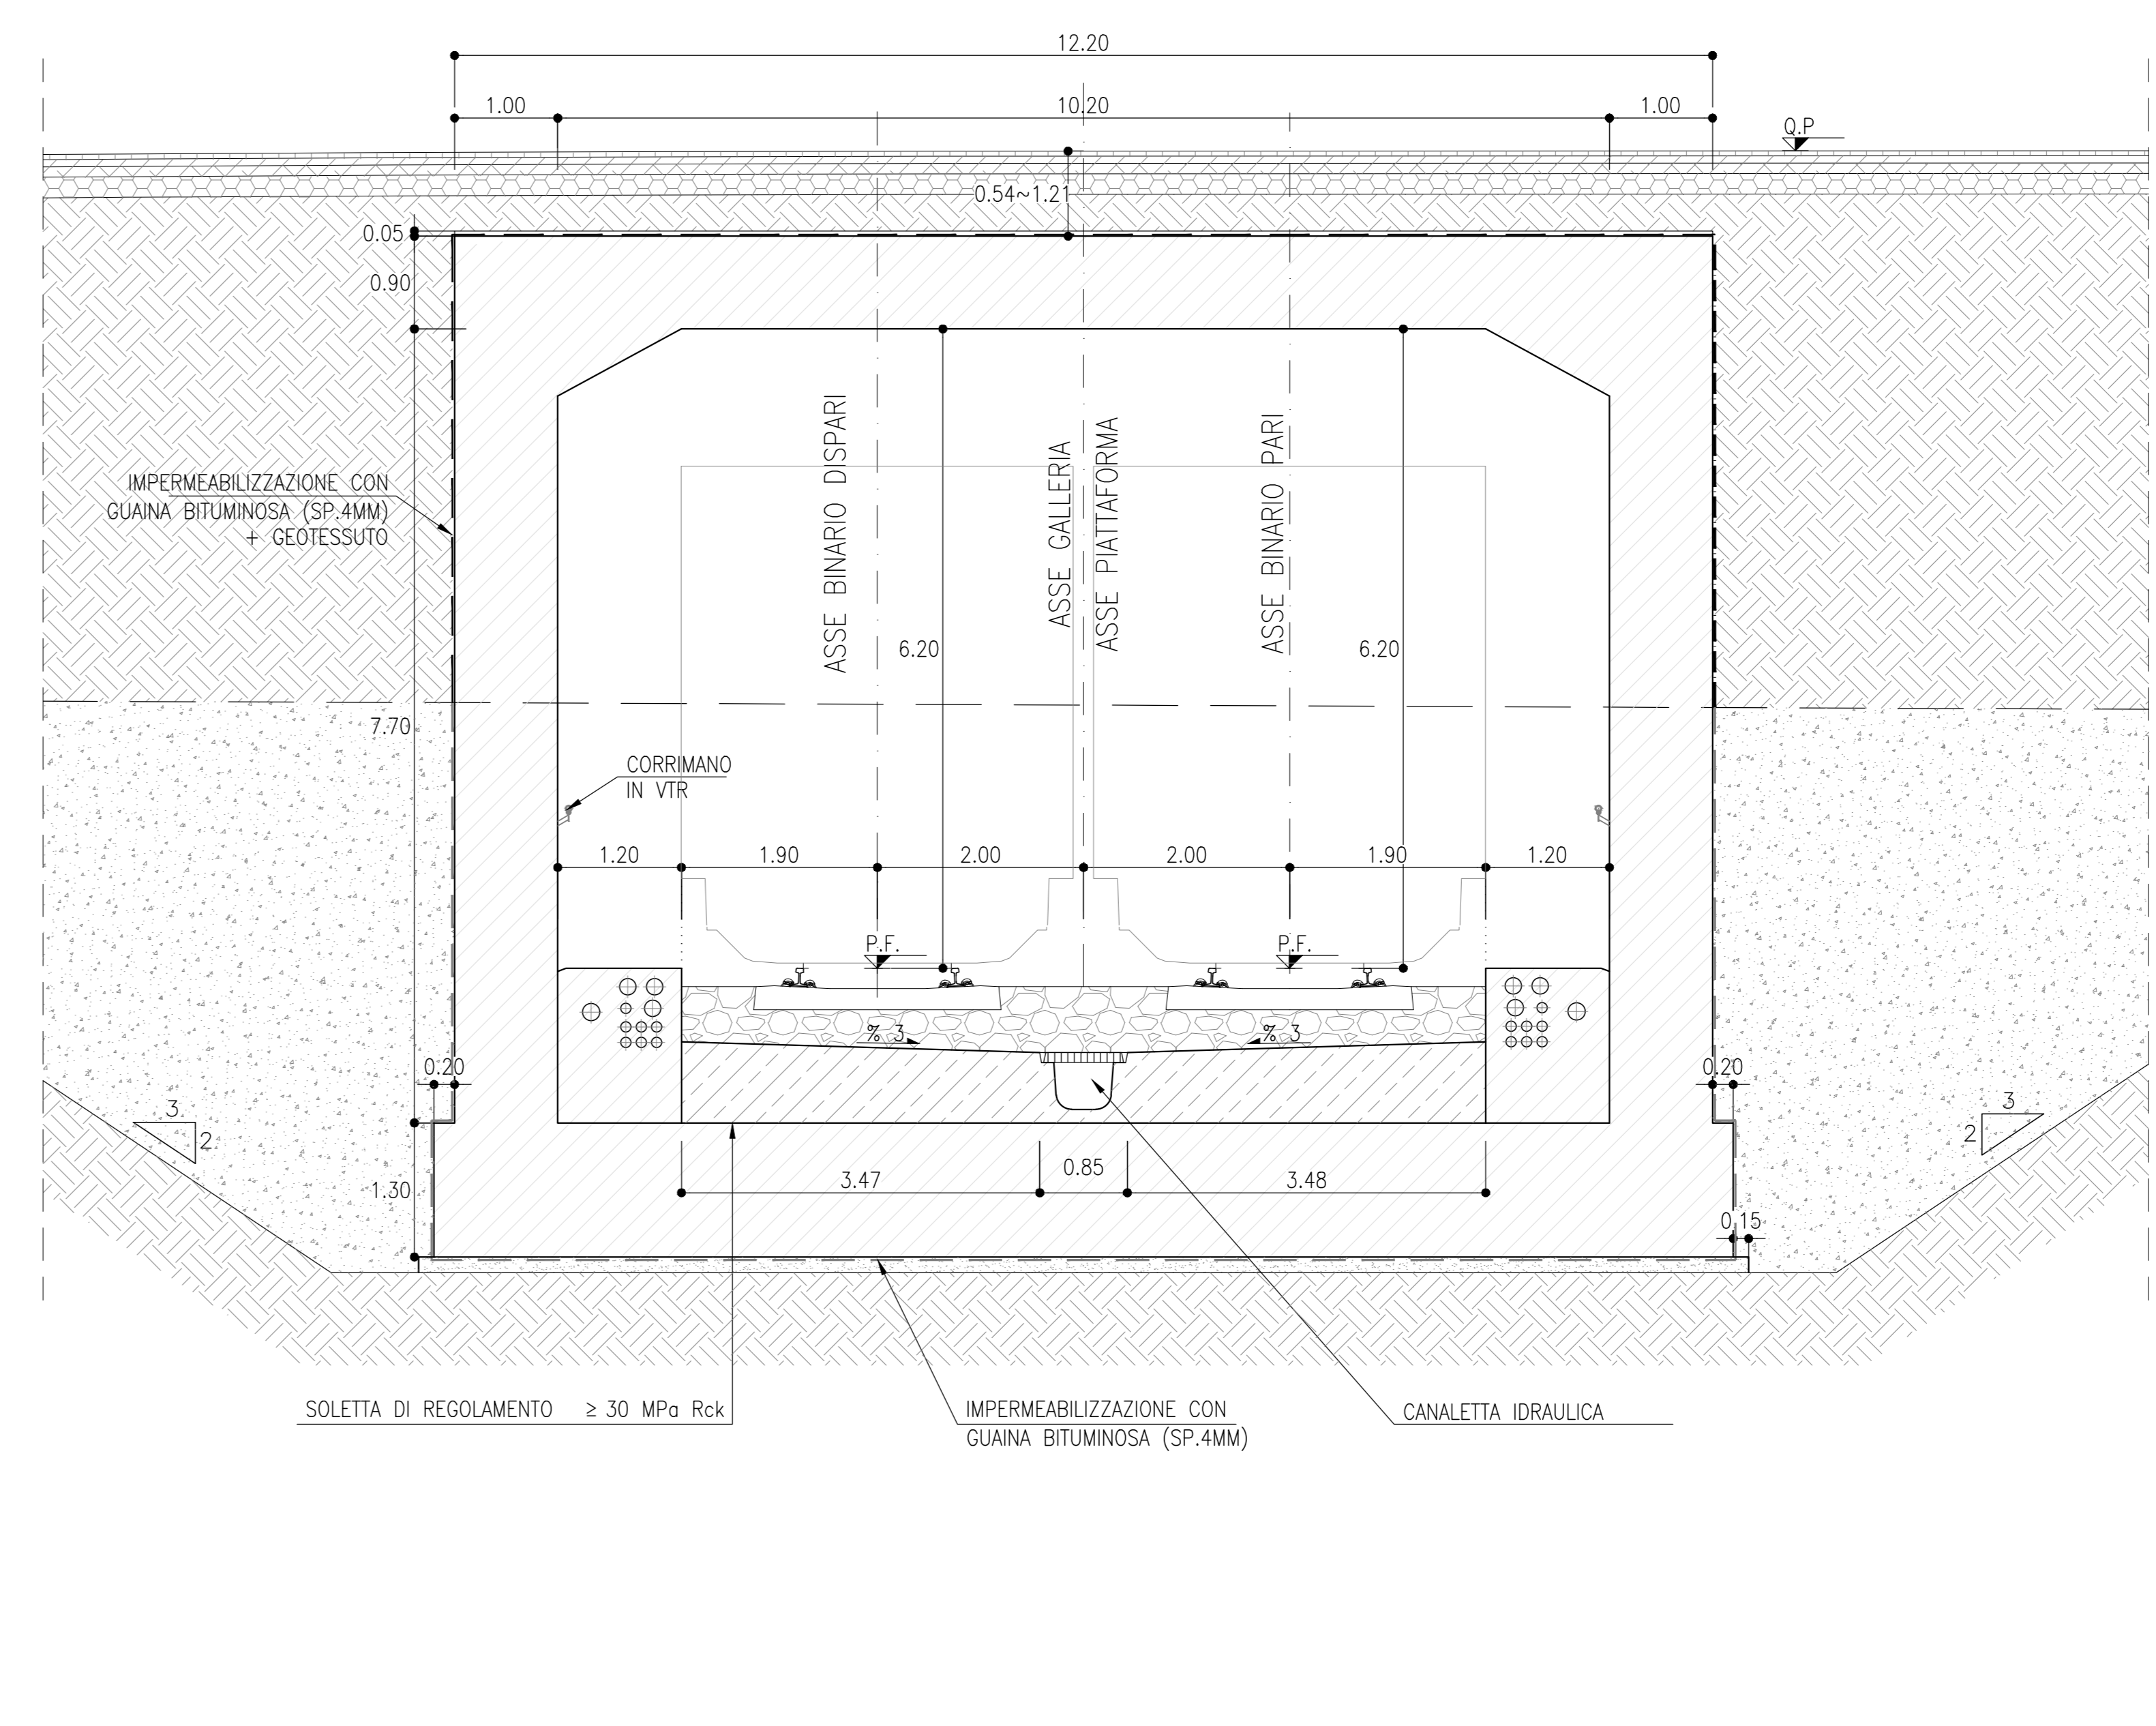 12.20
1.00
10.20
1.00
Q.P
0.54~1.21
0.05
0.90
ASSE BINARIO DISPARI
ASSE GALLERIA
ASSE PIATTAFORMA
ASSE BINARIO PARI
IMPERMEABILIZZAZIONE CON
GUAINA BITUMINOSA (SP.4MM)
+ GEOTESSUTO
6.20
6.20
7.70
CORRIMANO
IN VTR
1.20
1.90
2.00
2.00
1.90
1.20
P.F.
P.F.
% 3
% 3
0.20
0.20
3
2
3
2
0.85
3.47
3.48
1.30
0.15
SOLETTA DI REGOLAMENTO ≥ 30 MPa Rck
IMPERMEABILIZZAZIONE CON
GUAINA BITUMINOSA (SP.4MM)
CANALETTA IDRAULICA